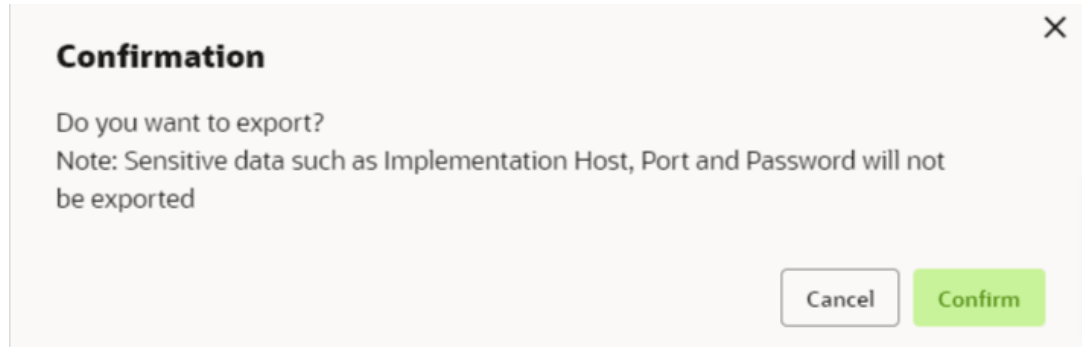 Confirmation
Do you want to export?
Note: Sensitive data such as Implementation Host, Port and Password will not
be exported
Cancel
Confirm